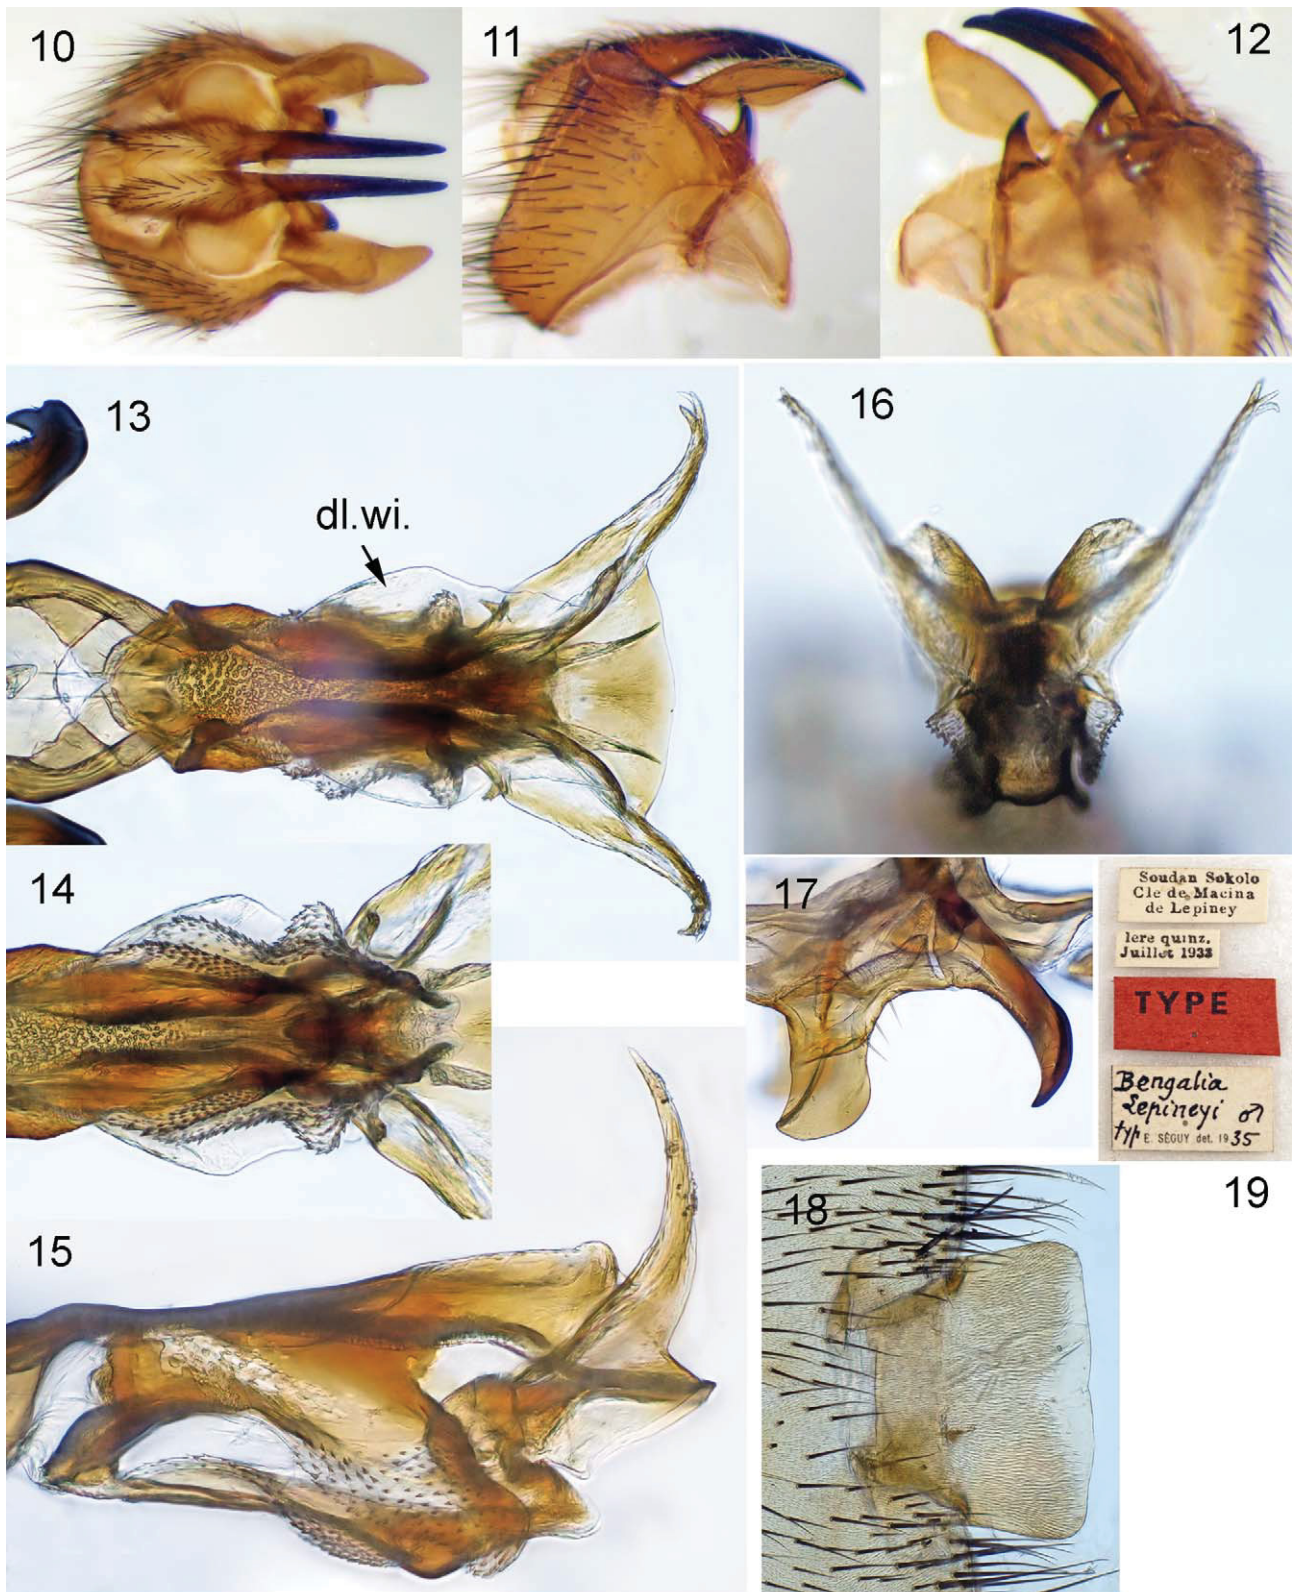 10
11
12
13
dl.wi.
16
14
17
Soudan Sokolo
Cle de Macina
de Lepiney
1ere quinz.
Juillet 1933
TYPE
Bengalia
Lepineyi ♂
typ E. SÉGUY det. 1935
15
18
19